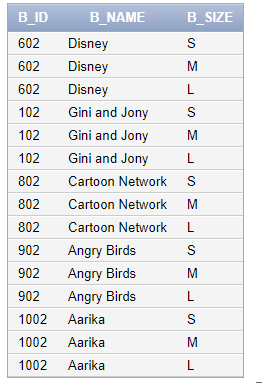 B_ID B_NAME B_SIZE
602 Disney S
602 Disney M
602 Disney L
102 Gini and Jony S
102 Gini and Jony M
102 Gini and Jony L
802 Cartoon Network S
802 Cartoon Network M
802 Cartoon Network L
902 Angry Birds S
902 Angry Birds M
902 Angry Birds L
1002 Aarika S
1002 Aarika M
1002 Aarika L